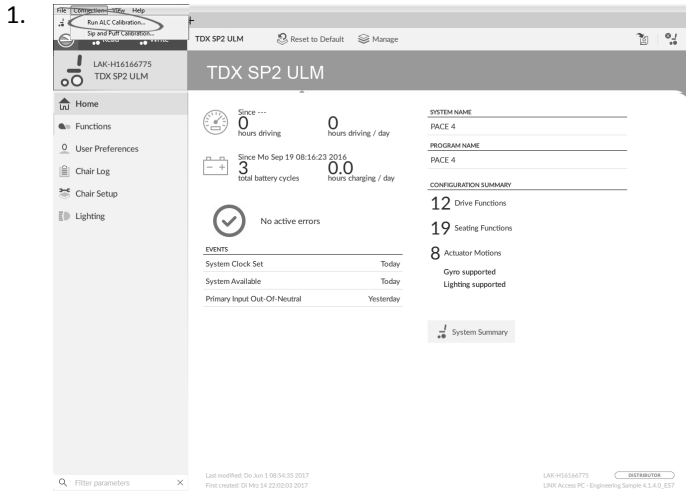 1.
File Connection View Help
Run ALC Calibration...
Sip and Puff Calibration...
+
TDX SP2 ULM
Reset to Default
Manage
LAK-H16166775
TDX SP2 ULM
TDX SP2 ULM
Home
Functions
User Preferences
Chair Log
Chair Setup
Lighting
Since ---
0
hours driving
0
hours driving / day
Since Mo Sep 19 08:16:23 2016
3
total battery cycles
0.0
hours charging / day
No active errors
EVENTS
System Clock Set Today
System Available Today
Primary Input Out-Of-Neutral Yesterday
SYSTEM NAME
PACE 4
PROGRAM NAME
PACE 4
CONFIGURATION SUMMARY
12 Drive Functions
19 Seating Functions
8 Actuator Motions
Gyro supported
Lighting supported
System Summary
Filter parameters
Last modified: Do Jun 1 08:54:35 2017
First created: Di Mrz 14 22:02:03 2017
LAK-H16166775 DISTRIBUTOR
LiNX Access PC - Engineering Sample 4.1.4.0_ES7